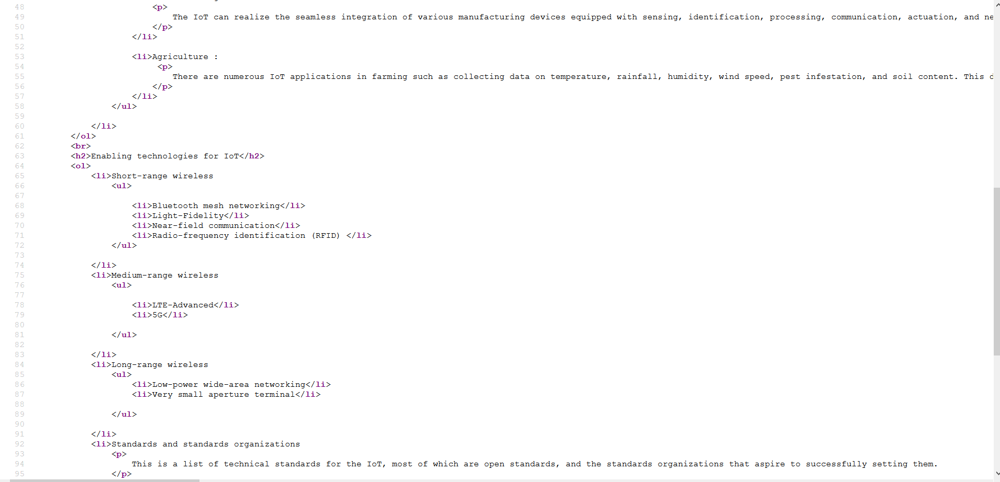 48 <p>
49 The IoT can realize the seamless integration of various manufacturing devices equipped with sensing, identification, processing, communication, actuation, and ne
50 </p>
51 </li>
52
53 <li>Agriculture :
54 <p>
55 There are numerous IoT applications in farming such as collecting data on temperature, rainfall, humidity, wind speed, pest infestation, and soil content. This
56 </p>
57 </li>
58 </ul>
59
60 </li>
61 </ol>
62 <br>
63 <h2>Enabling technologies for IoT</h2>
64 <ol>
65 <li>Short-range wireless
66 <ul>
67
68 <li>Bluetooth mesh networking</li>
69 <li>Light-Fidelity</li>
70 <li>Near-field communication</li>
71 <li>Radio-frequency identification (RFID) </li>
72 </ul>
73
74 </li>
75 <li>Medium-range wireless
76 <ul>
77
78 <li>LTE-Advanced</li>
79 <li>5G</li>
80
81 </ul>
82
83 </li>
84 <li>Long-range wireless
85 <ul>
86 <li>Low-power wide-area networking</li>
87 <li>Very small aperture terminal</li>
88
89 </ul>
90
91 </li>
92 <li>Standards and standards organizations
93 <p>
94 This is a list of technical standards for the IoT, most of which are open standards, and the standards organizations that aspire to successfully setting them.
95 </p>